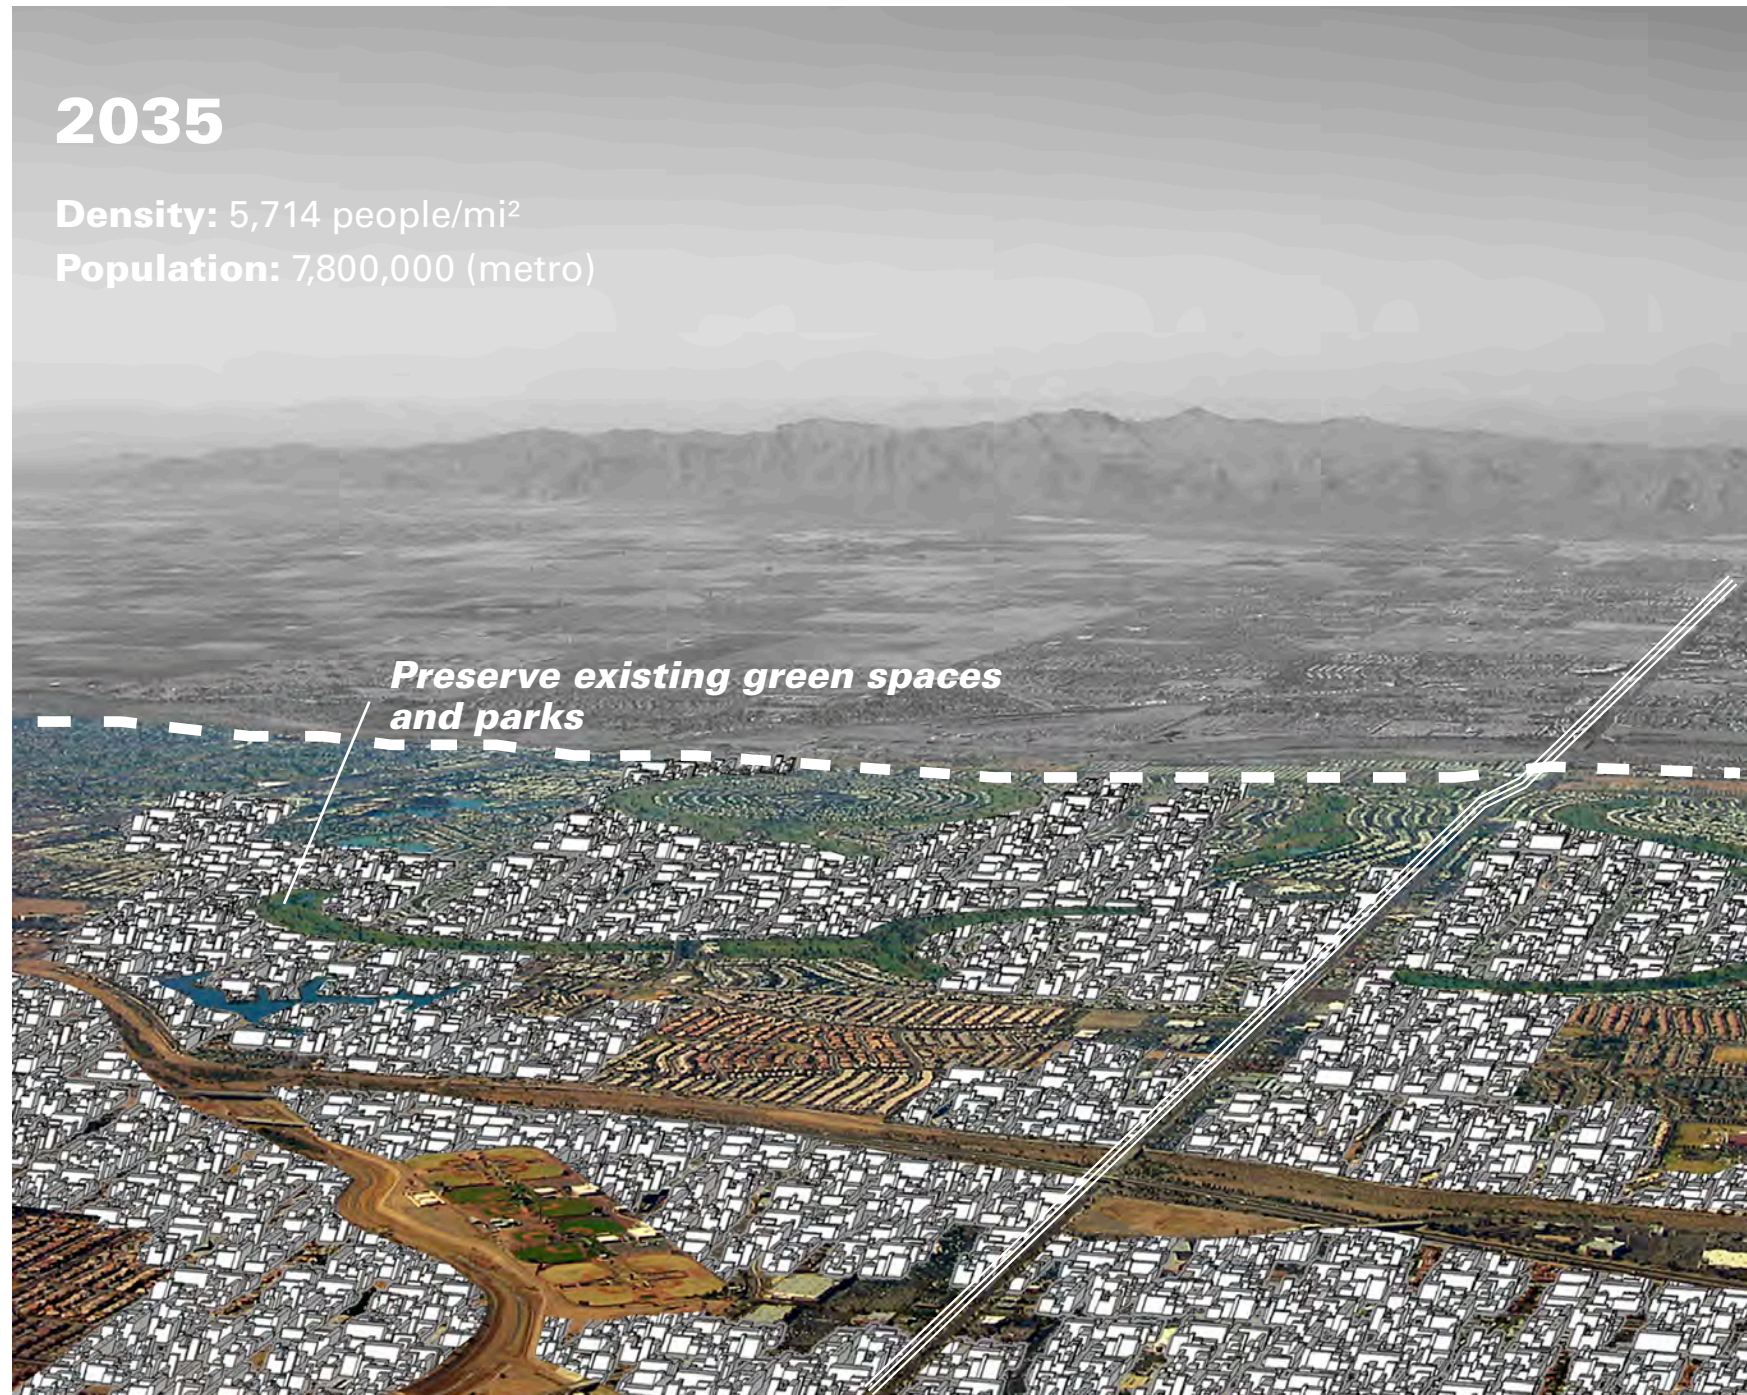 2035
Density: 5,714 people/mi²
Population: 7,800,000 (metro)
Preserve existing green spaces
and parks